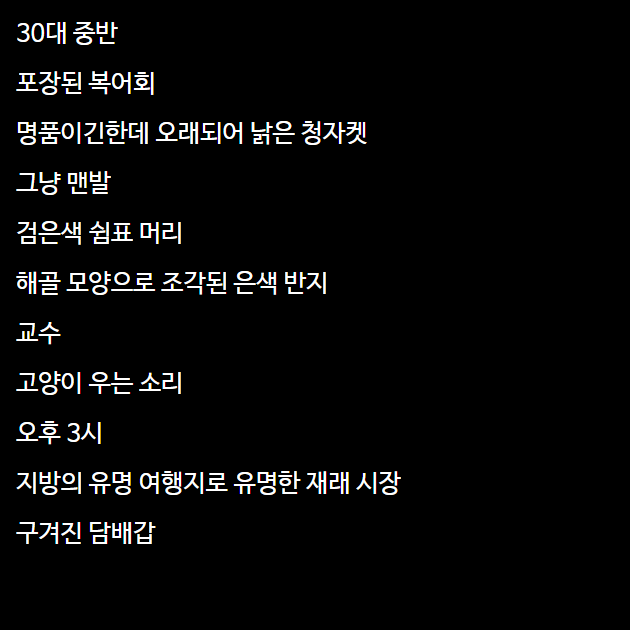 30대 중반
포장된 복어회
명품이긴한데 오래되어 낡은 청자켓
그냥 맨발
검은색 쉼표 머리
해골 모양으로 조각된 은색 반지
교수
고양이 우는 소리
오후 3시
지방의 유명 여행지로 유명한 재래 시장
구겨진 담배갑